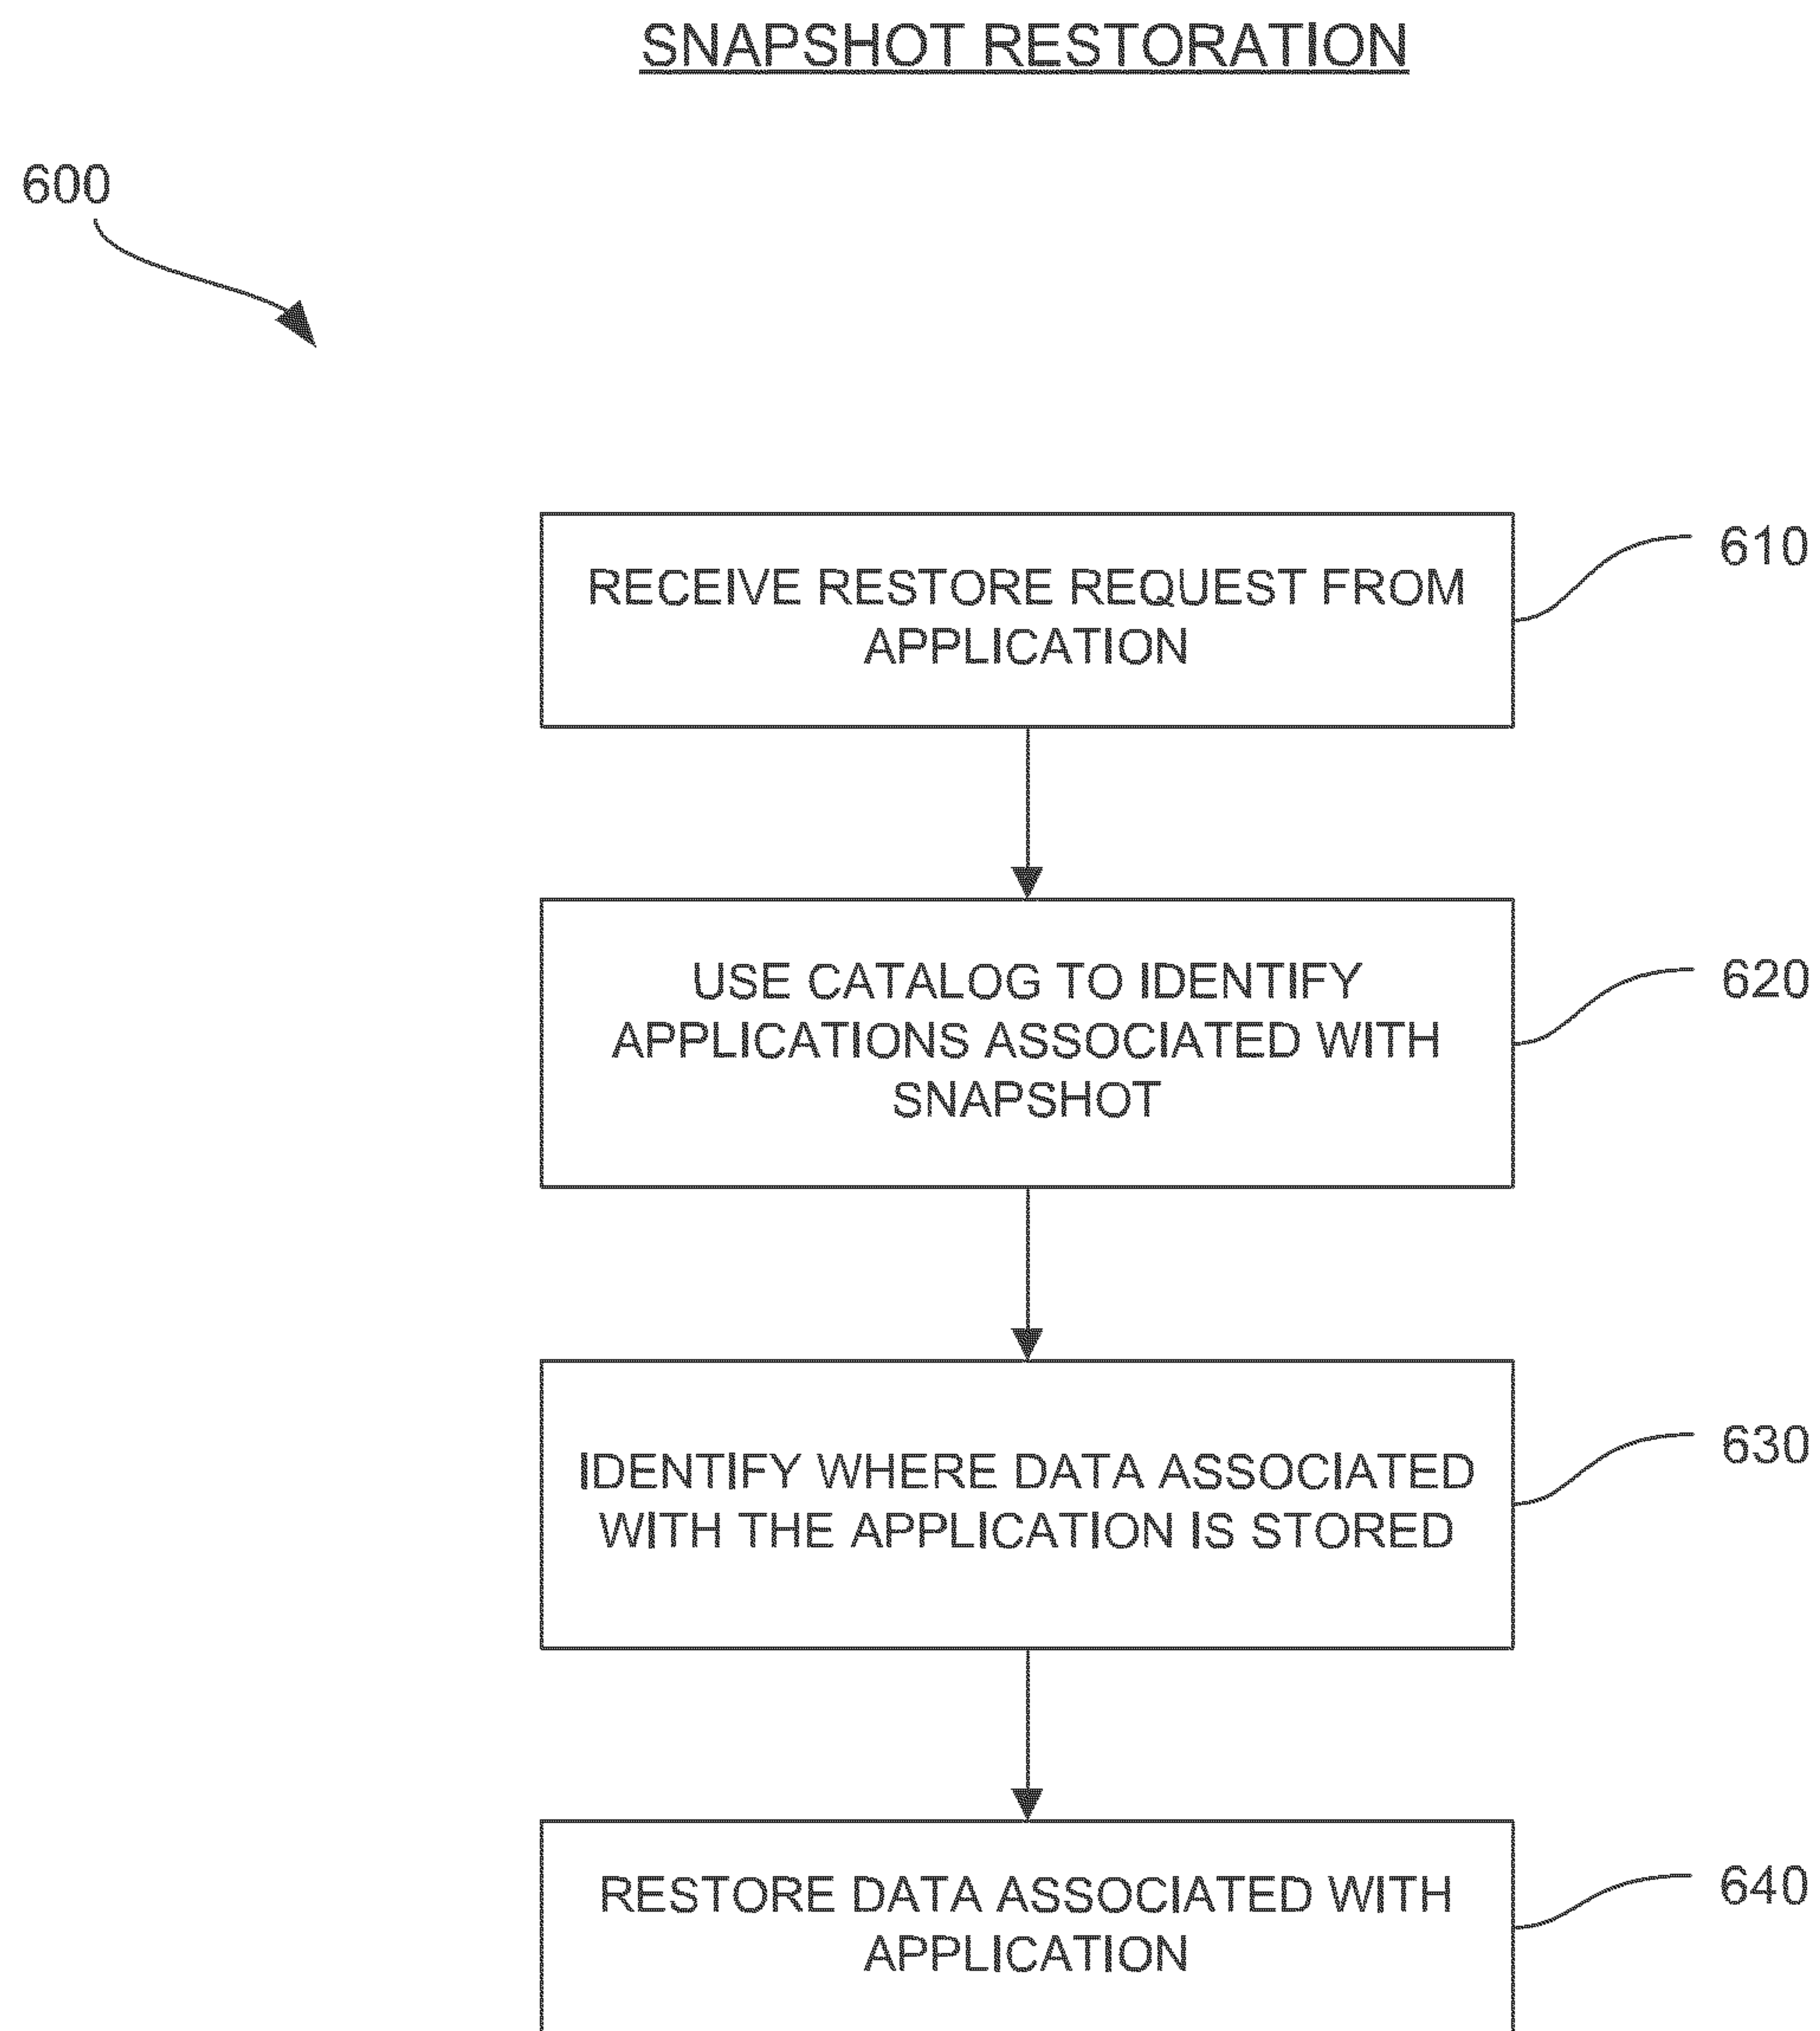 SNAPSHOT RESTORATION
600
RECEIVE RESTORE REQUEST FROM
APPLICATION
610
USE CATALOG TO IDENTIFY
APPLICATIONS ASSOCIATED WITH
SNAPSHOT
620
IDENTIFY WHERE DATA ASSOCIATED
WITH THE APPLICATION IS STORED
630
RESTORE DATA ASSOCIATED WITH
APPLICATION
640